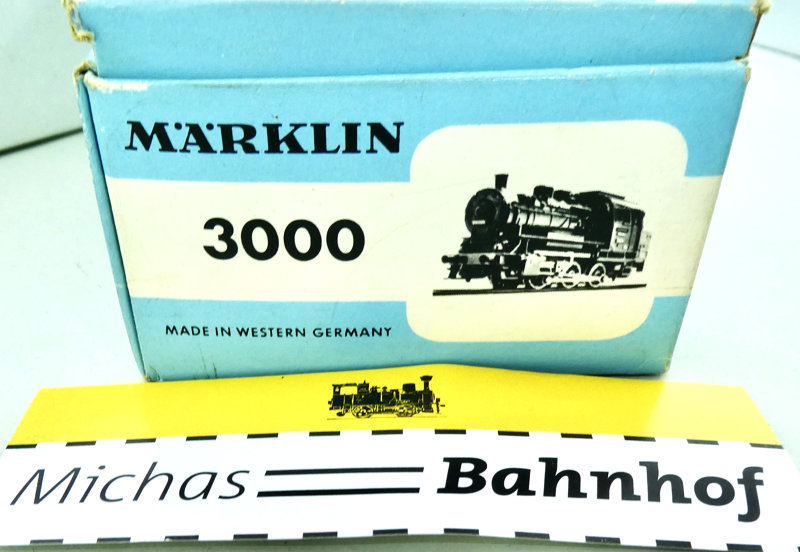 MÄRKLIN
3000
MADE IN WESTERN GERMANY
Michas Bahnhof